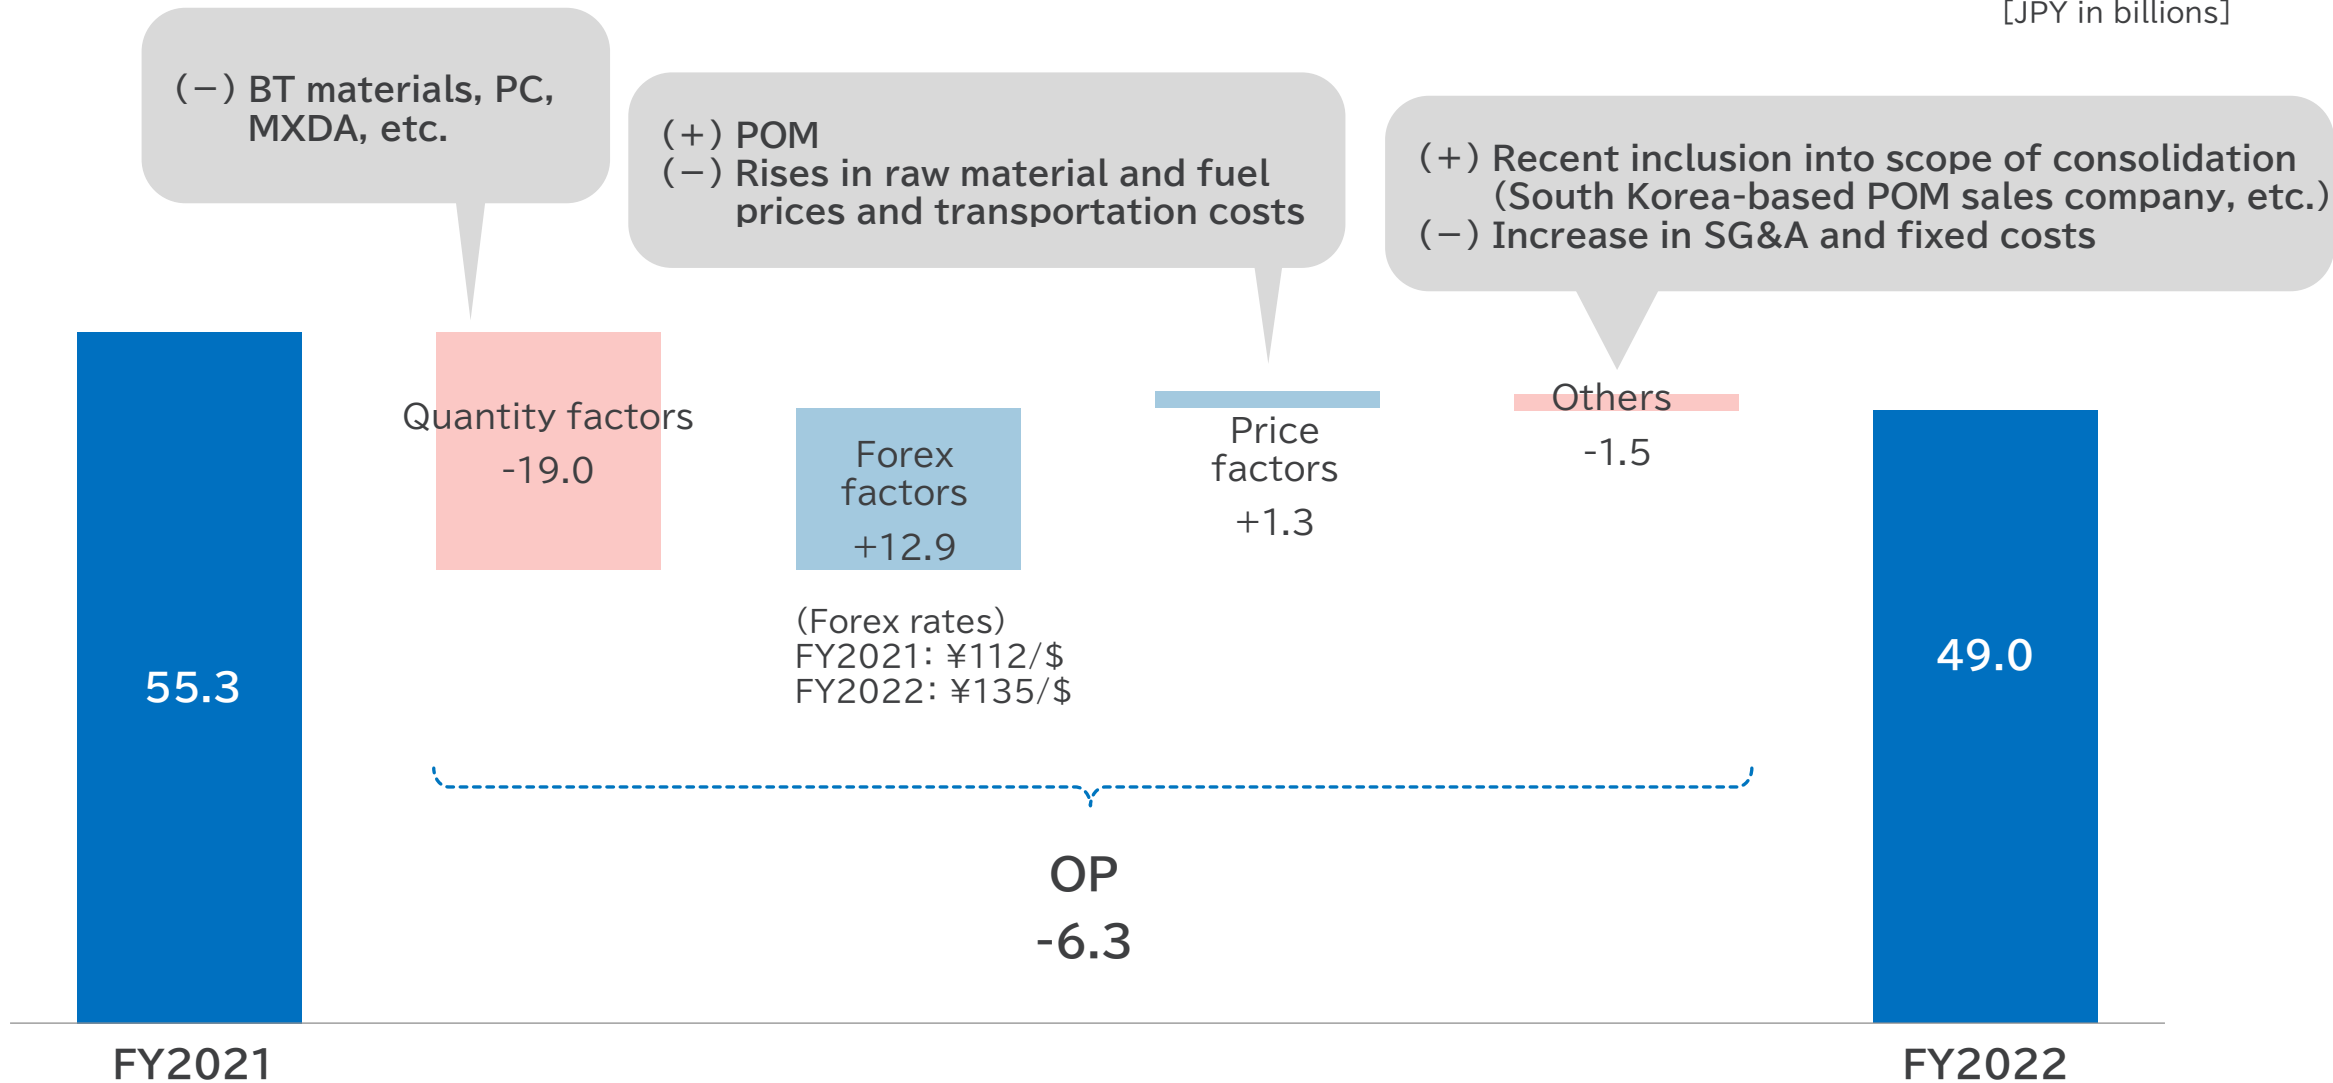 [JPY in billions]
(−) BT materials, PC,
MXDA, etc.
(+) POM
(−) Rises in raw material and fuel
prices and transportation costs
(+) Recent inclusion into scope of consolidation
(South Korea-based POM sales company, etc.)
(−) Increase in SG&A and fixed costs
Quantity factors
-19.0
Forex
factors
+12.9
Price
factors
+1.3
Others
-1.5
(Forex rates)
FY2021: ¥112/$
FY2022: ¥135/$
55.3
49.0
OP
-6.3
FY2021
FY2022